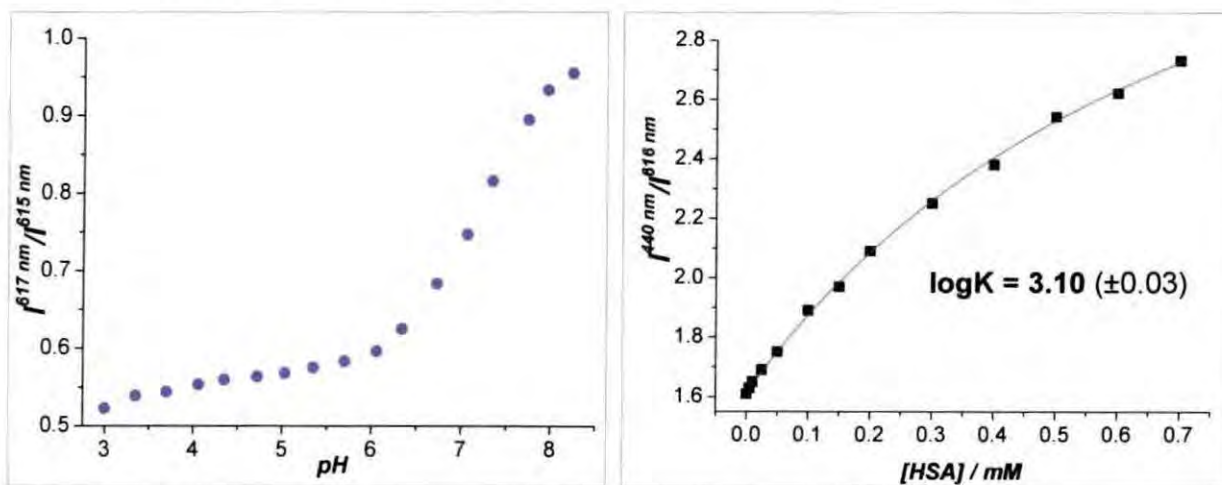 I617 nm/I615 nm
1.0
0.9
0.8
0.7
0.6
0.5
3 4 5 6 7 8
pH
I440 nm/I616 nm
2.8
2.6
2.4
2.2
2.0
1.8
1.6
logK = 3.10 (±0.03)
0.0 0.1 0.2 0.3 0.4 0.5 0.6 0.7
[HSA] / mM